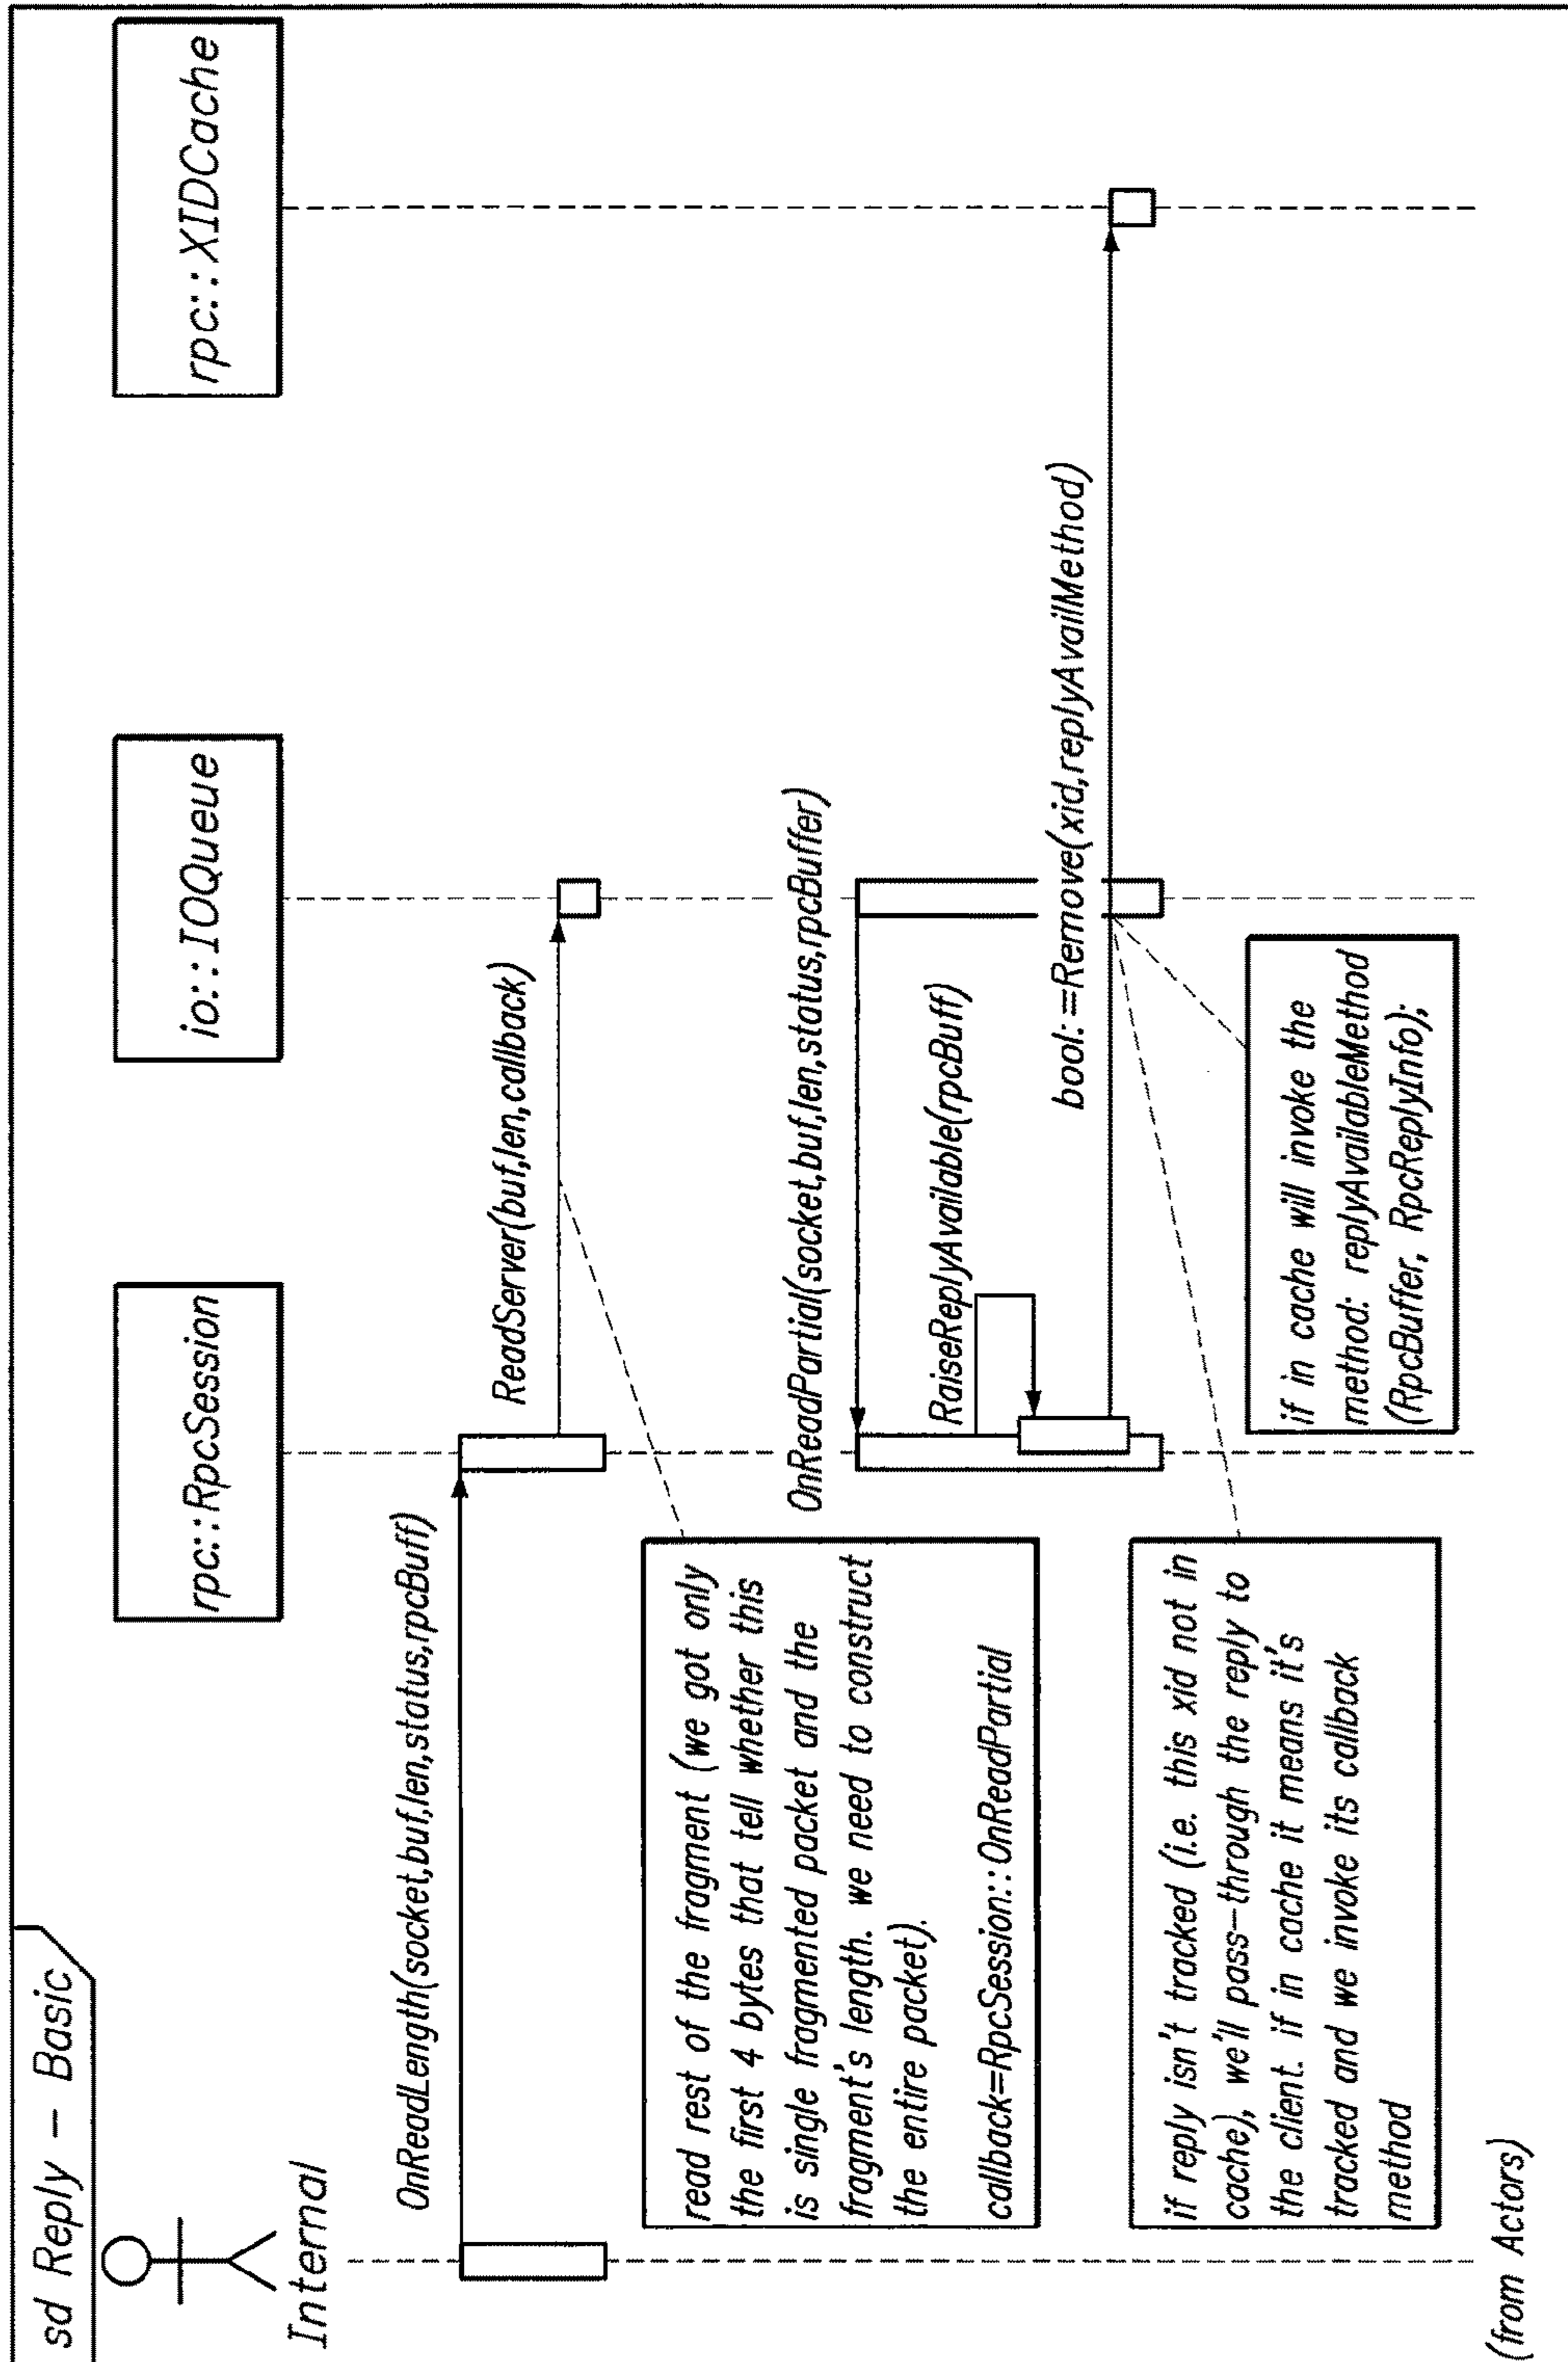 sd Reply – Basic
Internal
rpc::RpcSession
io::IOQueue
rpc::XIDCache
OnReadLength(socket,buf,len,status,rpcBuff)
ReadServer(buf,len,callback)
read rest of the fragment (we got only
the first 4 bytes that tell whether this
is single fragmented packet and the
fragment's length. we need to construct
the entire packet).
callback=RpcSession::OnReadPartial
OnReadPartial(socket,buf,len,status,rpcBuffer)
RaiseReplyAvailable(rpcBuff)
bool:=Remove(xid,replyAvailMethod)
if reply isn't tracked (i.e. this xid not in
cache), we'll pass-through the reply to
the client. if in cache it means it's
tracked and we invoke its callback
method
if in cache will invoke the
method: replyAvailableMethod
(RpcBuffer, RpcReplyInfo);
(from Actors)